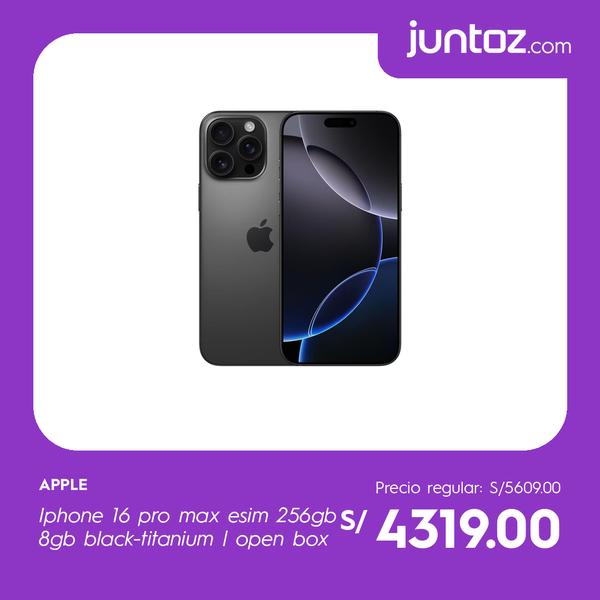 juntoz.com
APPLE
Iphone 16 pro max esim 256gb
8gb black-titanium | open box
Precio regular: S/5609.00
S/ 4319.00